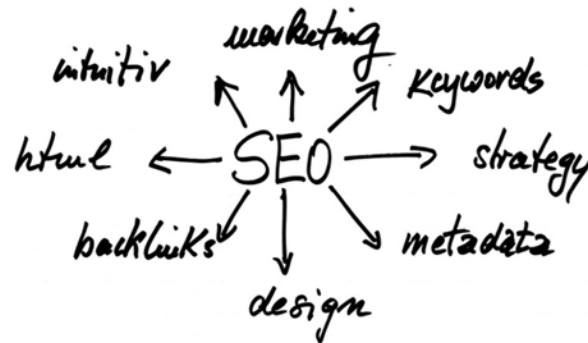 marketing
intuitiv
keywords
html
SEO
strategy
backlinks
metadata
design